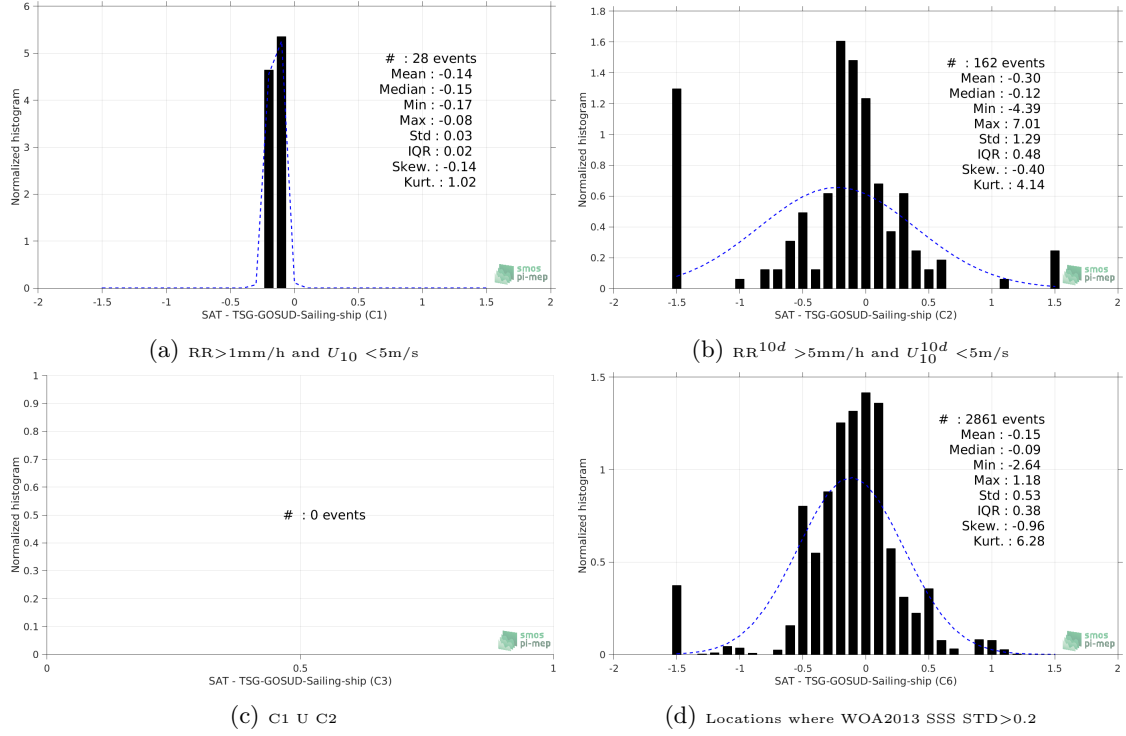 6
5
4
3
2
1
0
-2
-1.5
-1
-0.5
0
0.5
1
1.5
2
Normalized histogram
SAT - TSG-GOSUD-Sailing-ship (C1)
# : 28 events
Mean : -0.14
Median : -0.15
Min : -0.17
Max : -0.08
Std : 0.03
IQR : 0.02
Skew. : -0.14
Kurt. : 1.02
smos
pi-mep
(a) RR>1mm/h and U10 <5m/s
1.8
1.6
1.4
1.2
1
0.8
0.6
0.4
0.2
0
-2
-1.5
-1
-0.5
0
0.5
1
1.5
2
Normalized histogram
SAT - TSG-GOSUD-Sailing-ship (C2)
# : 162 events
Mean : -0.30
Median : -0.12
Min : -4.39
Max : 7.01
Std : 1.29
IQR : 0.48
Skew. : -0.40
Kurt. : 4.14
smos
pi-mep
(b) RR10d >5mm/h and U10d10 <5m/s
1
0.9
0.8
0.7
0.6
0.5
0.4
0.3
0.2
0.1
0
0
0.5
1
Normalized histogram
SAT - TSG-GOSUD-Sailing-ship (C3)
# : 0 events
smos
pi-mep
(c) C1 U C2
1.5
1
0.5
0
-2
-1.5
-1
-0.5
0
0.5
1
1.5
2
Normalized histogram
SAT - TSG-GOSUD-Sailing-ship (C6)
# : 2861 events
Mean : -0.15
Median : -0.09
Min : -2.64
Max : 1.18
Std : 0.53
IQR : 0.38
Skew. : -0.96
Kurt. : 6.28
smos
pi-mep
(d) Locations where WOA2013 SSS STD>0.2